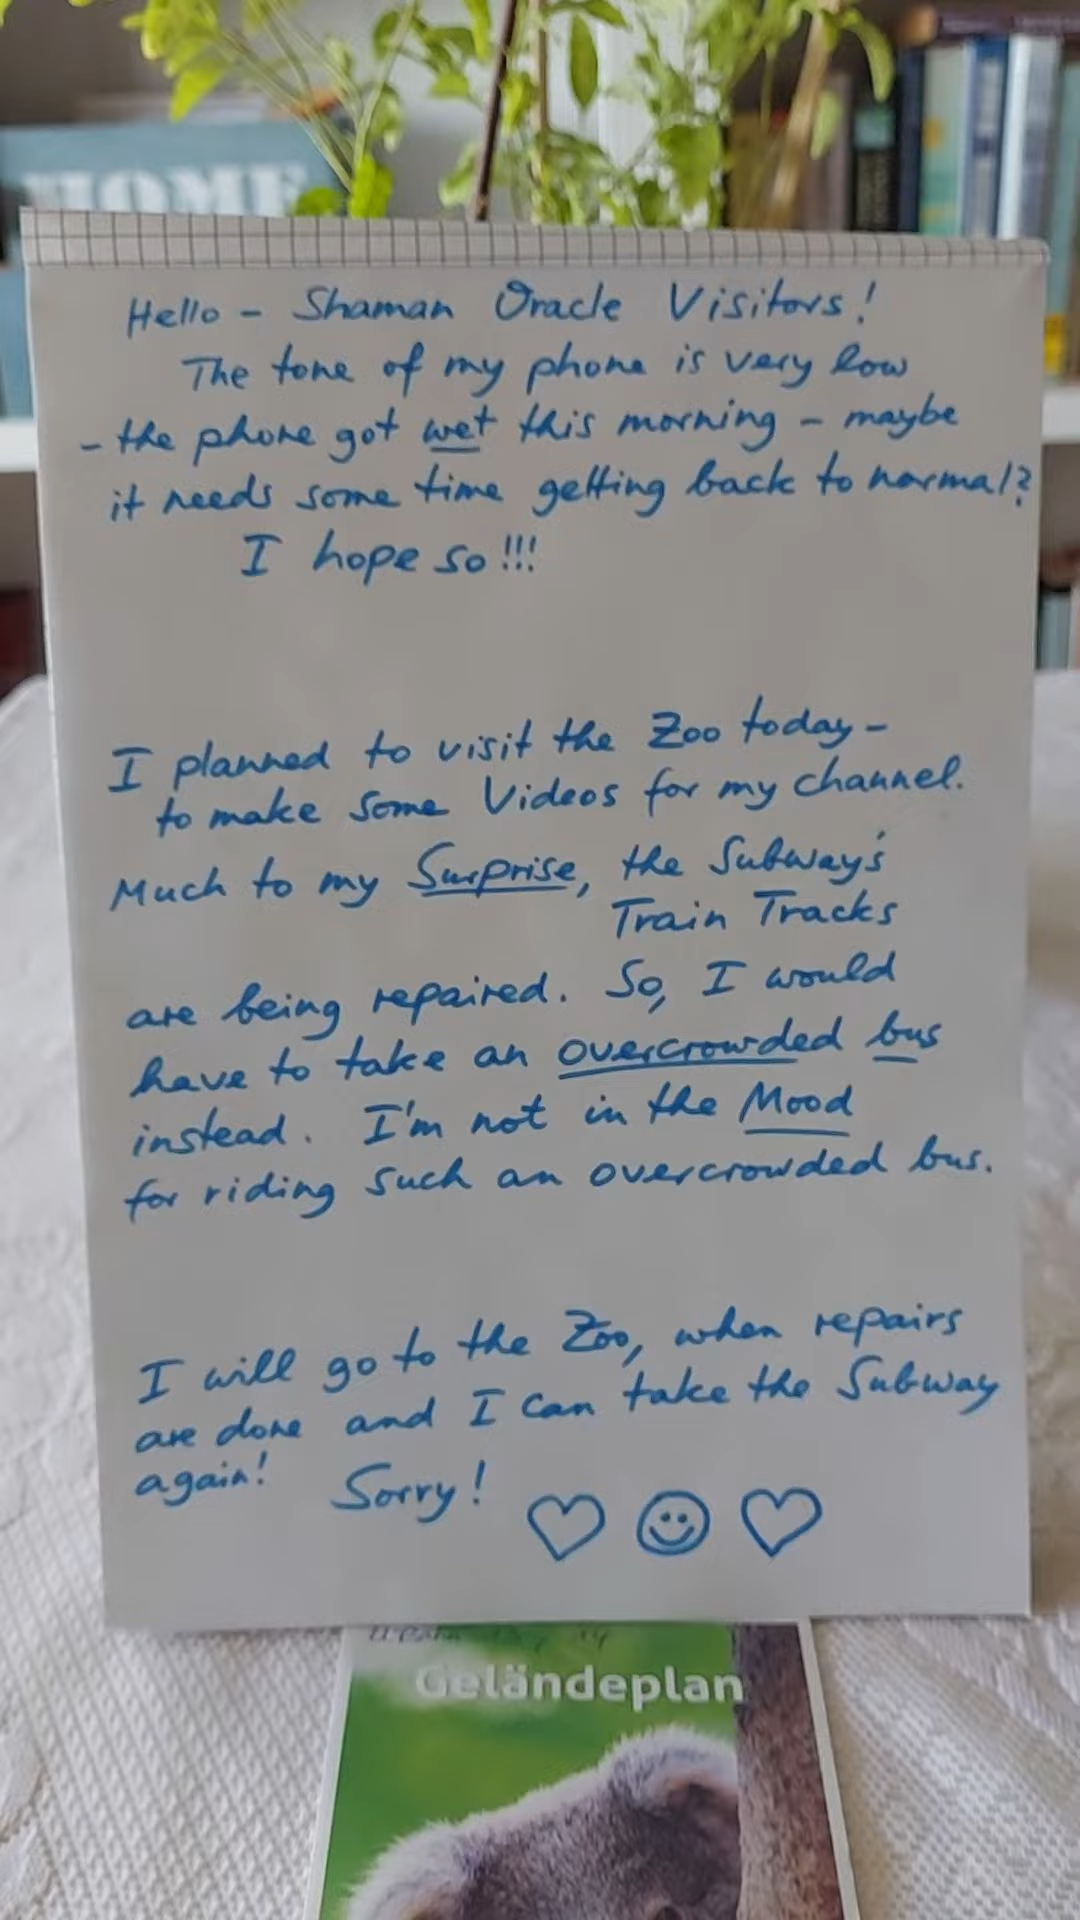 HOME
Hello - Shaman Oracle Visitors!
The tone of my phone is very low
- the phone got wet this morning - maybe
it needs some time getting back to normal?
I hope so!!!
I planned to visit the Zoo today -
to make some Videos for my channel.
Much to my Surprise, the Subway's
Train Tracks
are being repaired. So, I would
have to take an overcrowded bus
instead. I'm not in the Mood
for riding such an overcrowded bus.
I will go to the Zoo, when repairs
are done and I can take the Subway
again! Sorry!
Geländeplan